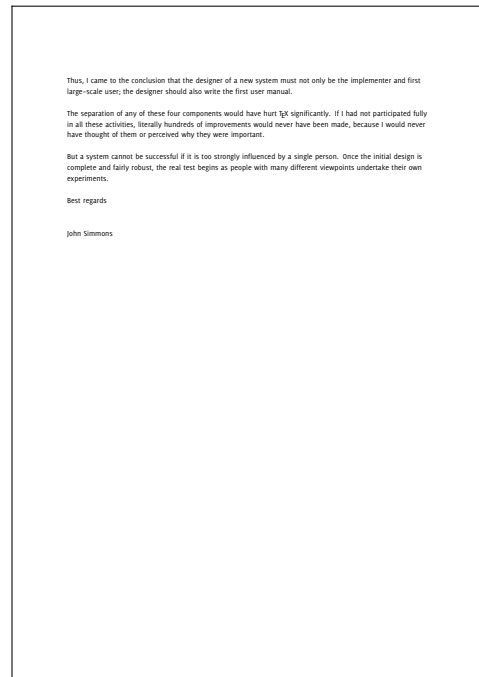 Thus, I came to the conclusion that the designer of a new system must not only be the implementer and first
large–scale user; the designer should also write the first user manual.
The separation of any of these four components would have hurt TEX significantly. If I had not participated fully
in all these activities, literally hundreds of improvements would never have been made, because I would never
have thought of them or perceived why they were important.
But a system cannot be successful if it is too strongly influenced by a single person. Once the initial design is
complete and fairly robust, the real test begins as people with many different viewpoints undertake their own
experiments.
Best regards
John Simmons